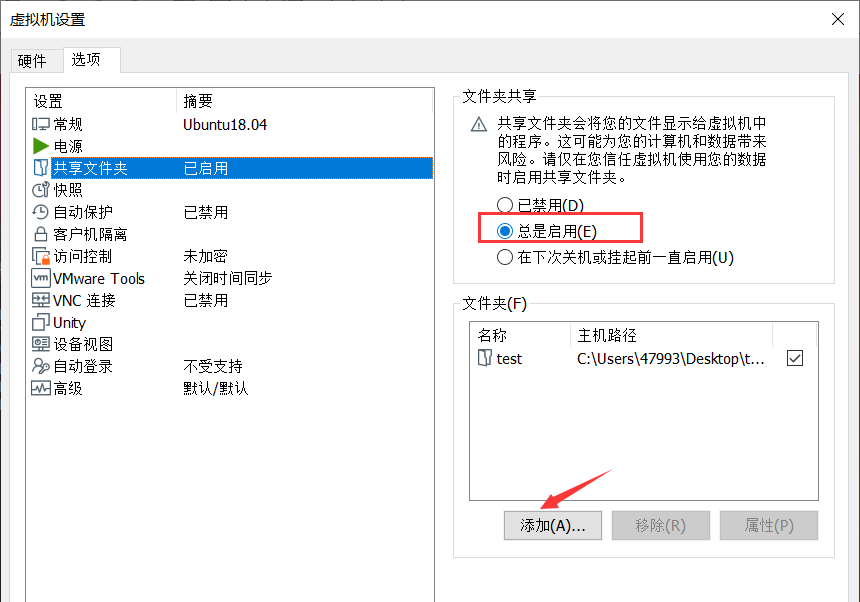 虚拟机设置
硬件 选项
设置 摘要
常规 Ubuntu18.04
电源
共享文件夹 已启用
快照
自动保护 已禁用
客户机隔离
访问控制 未加密
vm VMware Tools 关闭时间同步
VNC 连接 已禁用
Unity
设备视图
自动登录 不受支持
高级 默认/默认
文件夹共享
共享文件夹会将您的文件显示给虚拟机中
的程序。这可能为您的计算机和数据带来
风险。请仅在您信任虚拟机使用您的数据
时启用共享文件夹。
已禁用(D)
总是启用(E)
在下次关机或挂起前一直启用(U)
文件夹(F)
名称 主机路径
test C:\Users\47993\Desktop\t...
添加(A)... 移除(R) 属性(P)